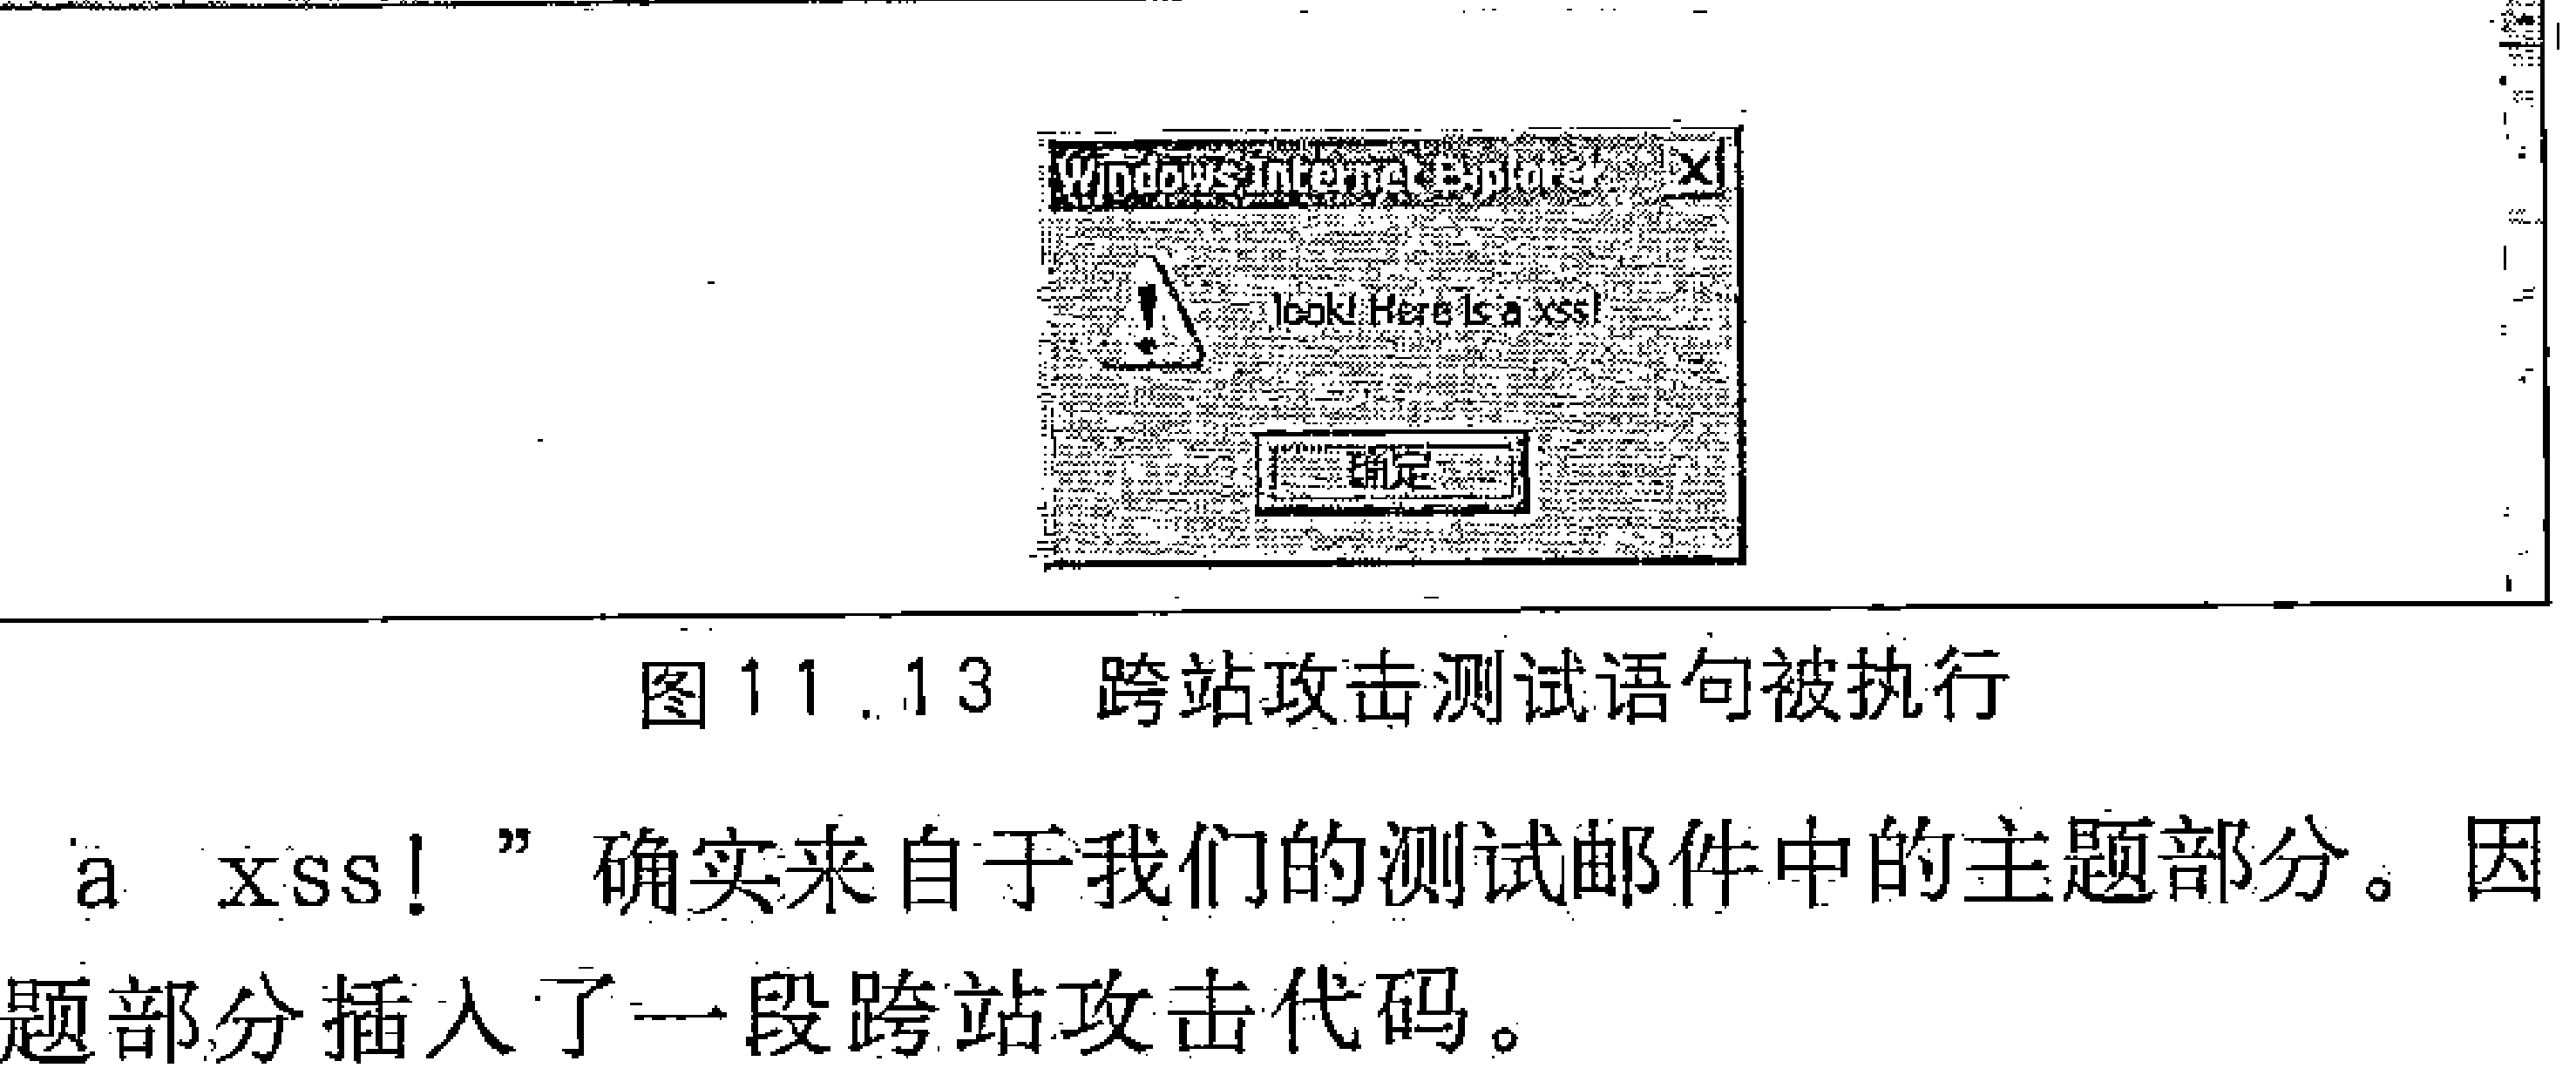 Windows Internet Explorer
look! Here is a xss!
确定
图11.13 跨站攻击测试语句被执行
a xss!”确实来自于我们的测试邮件中的主题部分。因
题部分插入了一段跨站攻击代码。